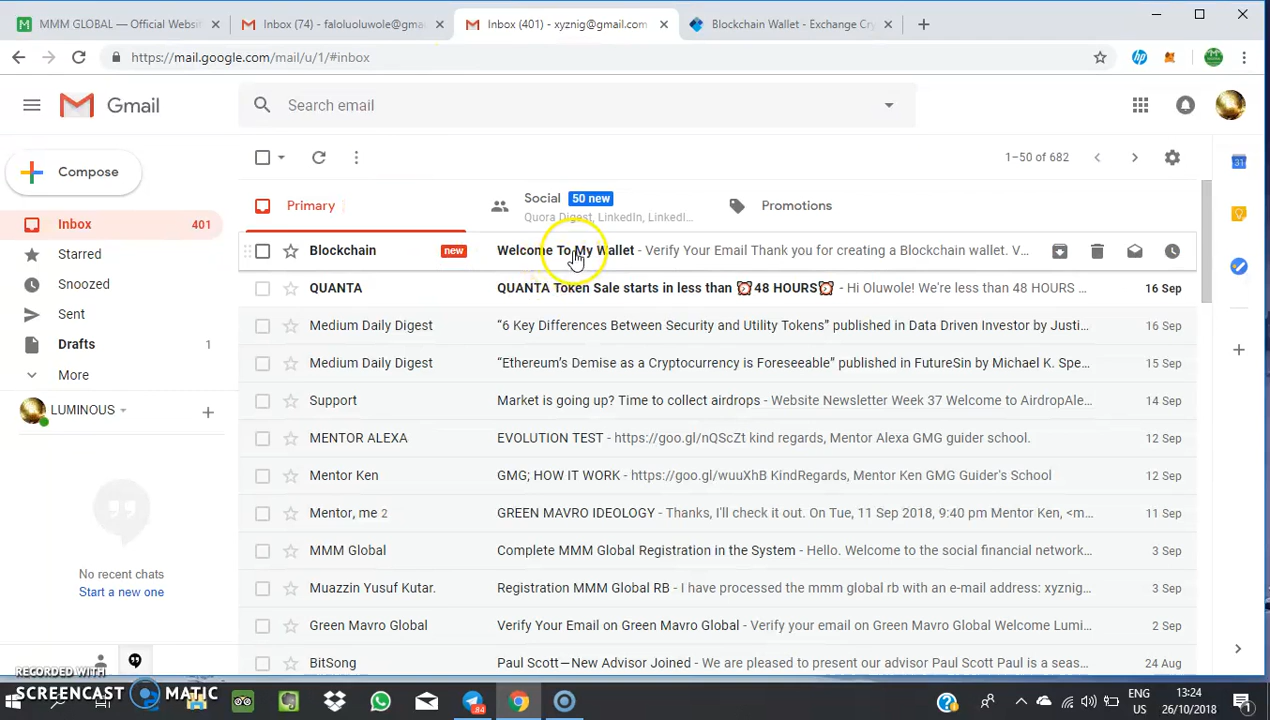 MMM GLOBAL — Official Websi
Inbox (74) - faloluoluwole@gma
Inbox (401) - xyznig@gmail.com
Blockchain Wallet - Exchange Cry
https://mail.google.com/mail/u/1/#inbox
Gmail
Search email
Compose
1–50 of 682
Inbox 401
Starred
Snoozed
Sent
Drafts 1
More
LUMINOUS
No recent chats
Start a new one
Primary
Social 50 new
Quora Digest, LinkedIn, LinkedI...
Promotions
Blockchain new Welcome To My Wallet - Verify Your Email Thank you for creating a Blockchain wallet. V...
QUANTA QUANTA Token Sale starts in less than ⏰48 HOURS⏰ - Hi Oluwole! We're less than 48 HOURS ... 16 Sep
Medium Daily Digest “6 Key Differences Between Security and Utility Tokens” published in Data Driven Investor by Justi... 16 Sep
Medium Daily Digest “Ethereum’s Demise as a Cryptocurrency is Foreseeable” published in FutureSin by Michael K. Spe... 15 Sep
Support Market is going up? Time to collect airdrops - Website Newsletter Week 37 Welcome to AirdropAle... 14 Sep
MENTOR ALEXA EVOLUTION TEST - https://goo.gl/nQScZt kind regards, Mentor Alexa GMG guider school. 12 Sep
Mentor Ken GMG; HOW IT WORK - https://goo.gl/wuuXhB KindRegards, Mentor Ken GMG Guider's School 12 Sep
Mentor, me 2 GREEN MAVRO IDEOLOGY - Thanks, I'll check it out. On Tue, 11 Sep 2018, 9:40 pm Mentor Ken, <m... 11 Sep
MMM Global Complete MMM Global Registration in the System - Hello. Welcome to the social financial network... 3 Sep
Muazzin Yusuf Kutar. Registration MMM Global RB - I have processed the mmm global rb with an e-mail address: xyznig... 3 Sep
Green Mavro Global Verify Your Email on Green Mavro Global - Verify your email on Green Mavro Global Welcome Lumi... 2 Sep
BitSong Paul Scott—New Advisor Joined - We are pleased to present our advisor Paul Scott Paul is a seas... 24 Aug
31
RECORDED WITH
SCREENCAST MATIC
84
ENG
US
13:24
26/10/2018
1